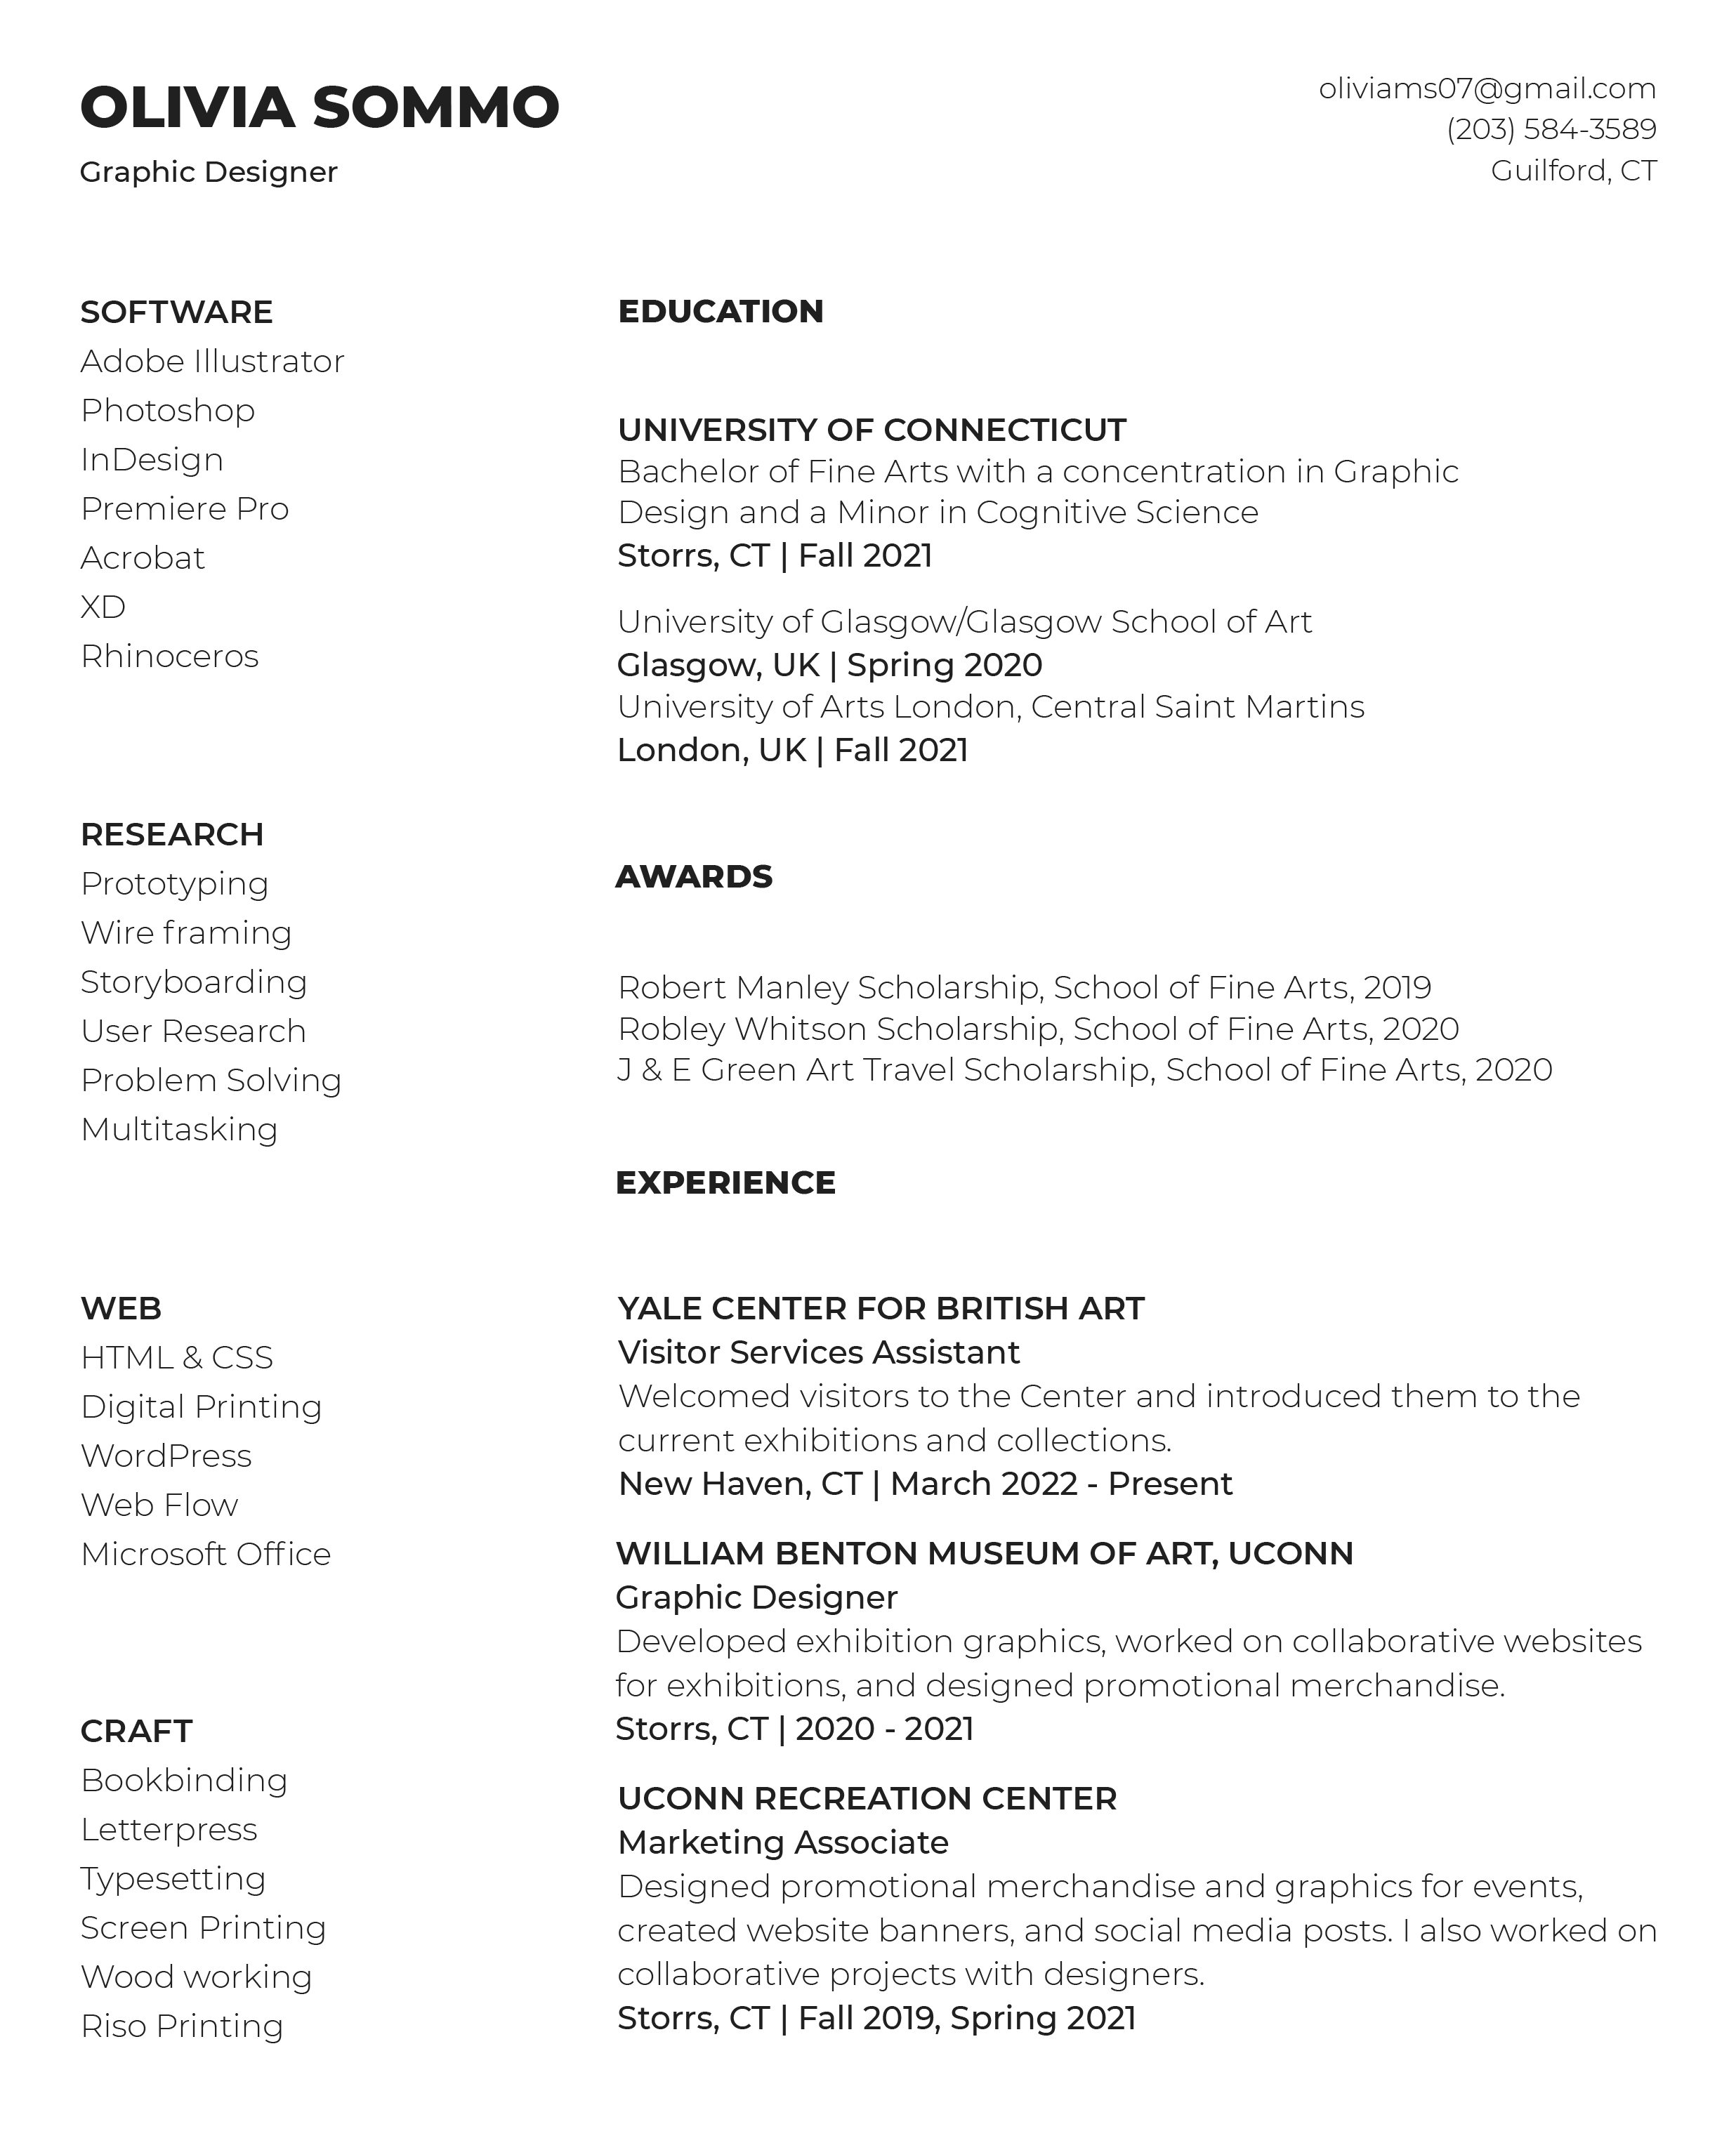 OLIVIA SOMMO
Graphic Designer
oliviams07@gmail.com
(203) 584-3589
Guilford, CT
SOFTWARE
Adobe Illustrator
Photoshop
InDesign
Premiere Pro
Acrobat
XD
Rhinoceros
RESEARCH
Prototyping
Wire framing
Storyboarding
User Research
Problem Solving
Multitasking
WEB
HTML & CSS
Digital Printing
WordPress
Web Flow
Microsoft Office
CRAFT
Bookbinding
Letterpress
Typesetting
Screen Printing
Wood working
Riso Printing
EDUCATION
UNIVERSITY OF CONNECTICUT
Bachelor of Fine Arts with a concentration in Graphic
Design and a Minor in Cognitive Science
Storrs, CT | Fall 2021
University of Glasgow/Glasgow School of Art
Glasgow, UK | Spring 2020
University of Arts London, Central Saint Martins
London, UK | Fall 2021
AWARDS
Robert Manley Scholarship, School of Fine Arts, 2019
Robley Whitson Scholarship, School of Fine Arts, 2020
J & E Green Art Travel Scholarship, School of Fine Arts, 2020
EXPERIENCE
YALE CENTER FOR BRITISH ART
Visitor Services Assistant
Welcomed visitors to the Center and introduced them to the
current exhibitions and collections.
New Haven, CT | March 2022 - Present
WILLIAM BENTON MUSEUM OF ART, UCONN
Graphic Designer
Developed exhibition graphics, worked on collaborative websites
for exhibitions, and designed promotional merchandise.
Storrs, CT | 2020 - 2021
UCONN RECREATION CENTER
Marketing Associate
Designed promotional merchandise and graphics for events,
created website banners, and social media posts. I also worked on
collaborative projects with designers.
Storrs, CT | Fall 2019, Spring 2021